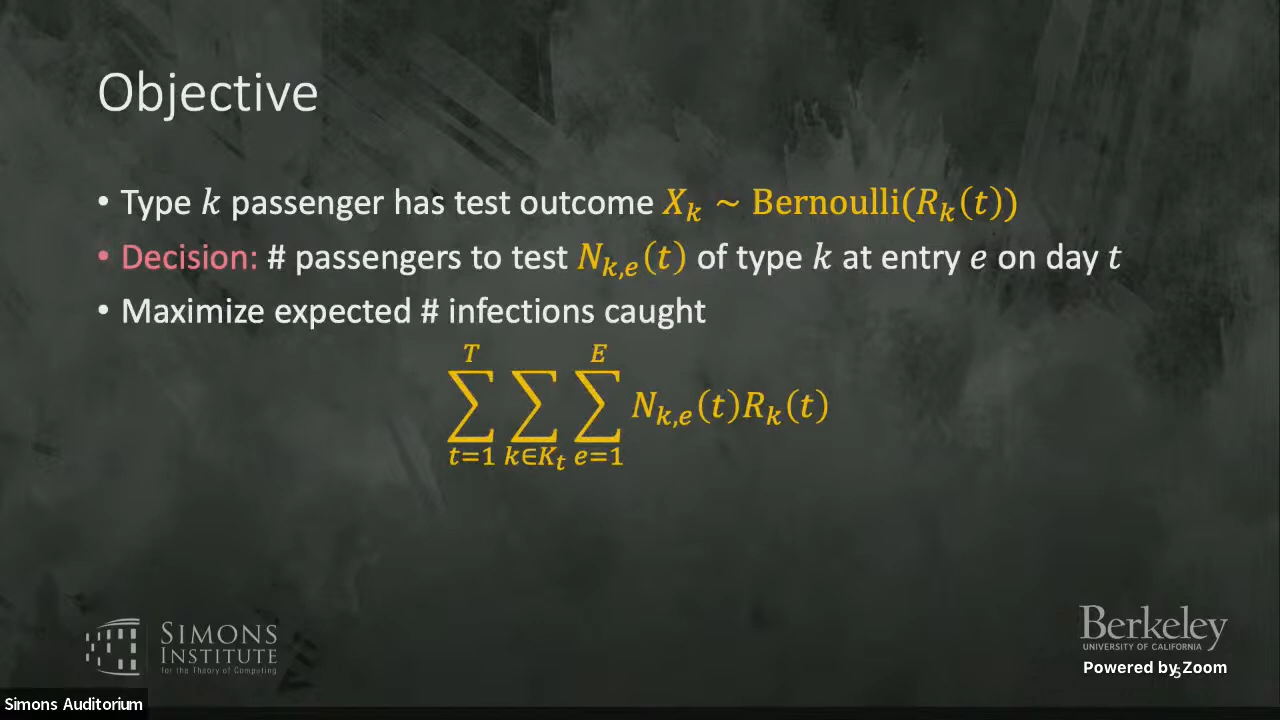 Objective
• Type k passenger has test outcome X_k ~ Bernoulli(R_k(t))
• Decision: # passengers to test N_{k,e}(t) of type k at entry e on day t
• Maximize expected # infections caught
∑_{t=1}^{T} ∑_{k∈K_t} ∑_{e=1}^{E} N_{k,e}(t)R_k(t)
SIMONS
INSTITUTE
for the Theory of Computing
Berkeley
UNIVERSITY OF CALIFORNIA
Powered by Zoom
Simons Auditorium